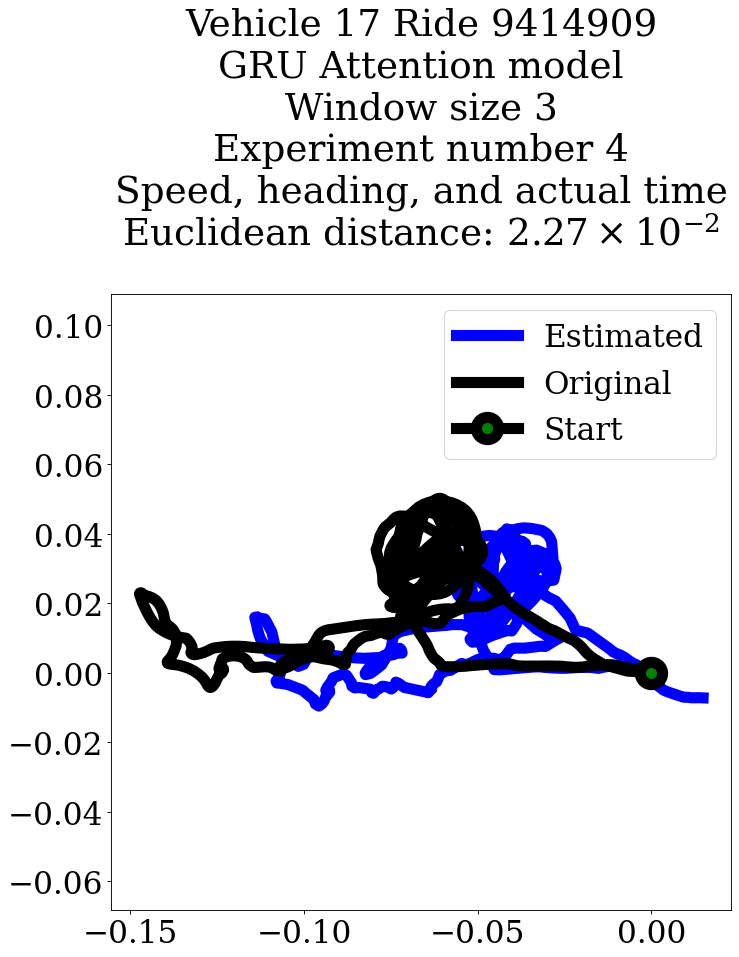 Vehicle 17 Ride 9414909
GRU Attention model
Window size 3
Experiment number 4
Speed, heading, and actual time
Euclidean distance: 2.27 × 10⁻²
Estimated
Original
Start
0.10
0.08
0.06
0.04
0.02
0.00
−0.02
−0.04
−0.06
−0.15
−0.10
−0.05
0.00